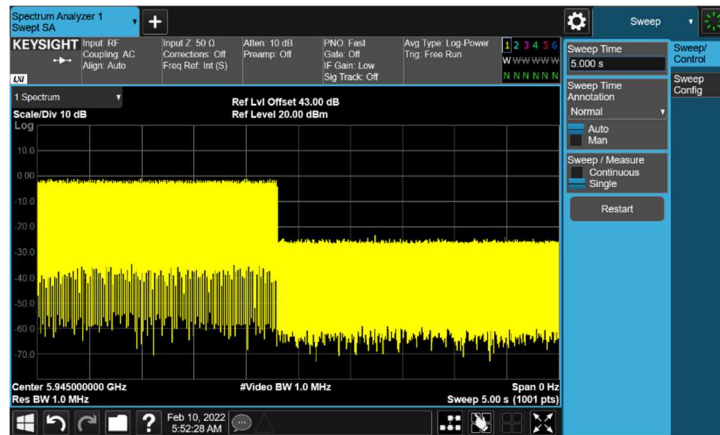 Spectrum Analyzer 1
Swept SA
+
Sweep
KEYSIGHT
Input: RF
Coupling: AC
Align: Auto
Input Z: 50 Ω
Corrections: Off
Freq Ref: Int (S)
Atten: 10 dB
Preamp: Off
PNO: Fast
Gate: Off
IF Gain: Low
Sig Track: Off
Avg Type: Log-Power
Trig: Free Run
1 2 3 4 5 6
W W W W W W
N N N N N N
LXI
1 Spectrum
Scale/Div 10 dB
Ref Lvl Offset 43.00 dB
Ref Level 20.00 dBm
Log
10.0
0.00
-10.0
-20.0
-30.0
-40.0
-50.0
-60.0
-70.0
Center 5.945000000 GHz
Res BW 1.0 MHz
#Video BW 1.0 MHz
Span 0 Hz
Sweep 5.00 s (1001 pts)
Sweep Time
5.000 s
Sweep Time
Annotation
Normal
Auto
Man
Sweep / Measure
Continuous
Single
Restart
Sweep/
Control
Sweep
Config
?
Feb 10, 2022
5:52:28 AM